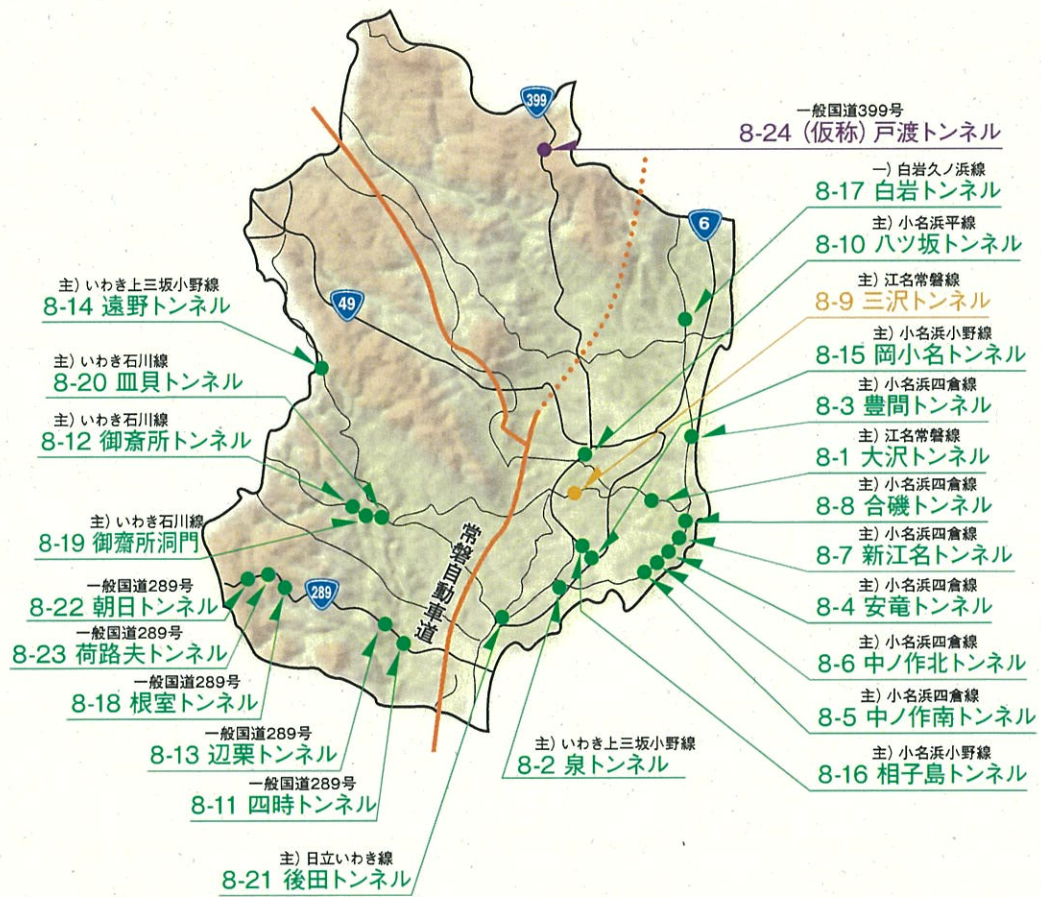 399
一般国道399号
8-24 (仮称) 戸渡トンネル
一) 白岩久ノ浜線
8-17 白岩トンネル
6
主) 小名浜平線
8-10 八ツ坂トンネル
主) 江名常磐線
8-9 三沢トンネル
主) 小名浜小野線
8-15 岡小名トンネル
主) 小名浜四倉線
8-3 豊間トンネル
主) 江名常磐線
8-1 大沢トンネル
主) 小名浜四倉線
8-8 合磯トンネル
主) 小名浜四倉線
8-7 新江名トンネル
主) 小名浜四倉線
8-4 安竜トンネル
主) 小名浜四倉線
8-6 中ノ作北トンネル
主) 小名浜四倉線
8-5 中ノ作南トンネル
主) 小名浜小野線
8-16 相子島トンネル
49
主) いわき上三坂小野線
8-14 遠野トンネル
主) いわき石川線
8-20 皿貝トンネル
主) いわき石川線
8-12 御斎所トンネル
主) いわき石川線
8-19 御齋所洞門
常磐自動車道
289
一般国道289号
8-22 朝日トンネル
一般国道289号
8-23 荷路夫トンネル
一般国道289号
8-18 根室トンネル
一般国道289号
8-13 辺栗トンネル
一般国道289号
8-11 四時トンネル
主) いわき上三坂小野線
8-2 泉トンネル
主) 日立いわき線
8-21 後田トンネル